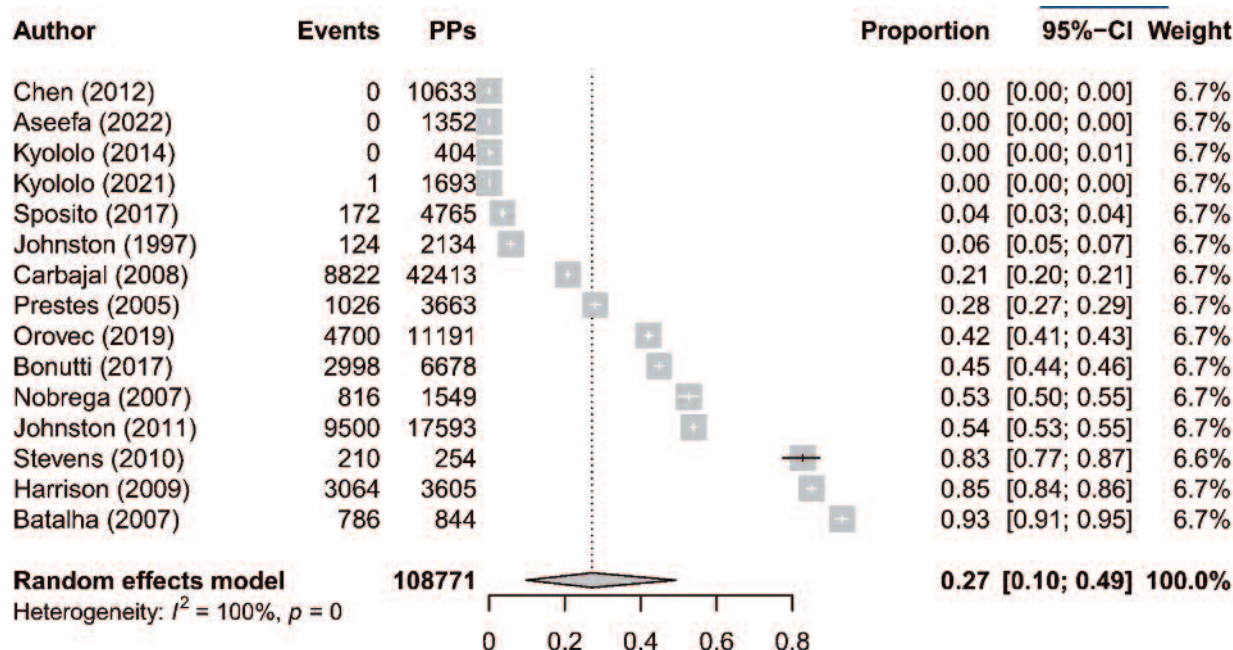 Author Events PPs Proportion 95%−CI Weight
Chen (2012) 0 10633 0.00 [0.00; 0.00] 6.7%
Aseefa (2022) 0 1352 0.00 [0.00; 0.00] 6.7%
Kyololo (2014) 0 404 0.00 [0.00; 0.01] 6.7%
Kyololo (2021) 1 1693 0.00 [0.00; 0.00] 6.7%
Sposito (2017) 172 4765 0.04 [0.03; 0.04] 6.7%
Johnston (1997) 124 2134 0.06 [0.05; 0.07] 6.7%
Carbajal (2008) 8822 42413 0.21 [0.20; 0.21] 6.7%
Prestes (2005) 1026 3663 0.28 [0.27; 0.29] 6.7%
Orovec (2019) 4700 11191 0.42 [0.41; 0.43] 6.7%
Bonutti (2017) 2998 6678 0.45 [0.44; 0.46] 6.7%
Nobrega (2007) 816 1549 0.53 [0.50; 0.55] 6.7%
Johnston (2011) 9500 17593 0.54 [0.53; 0.55] 6.7%
Stevens (2010) 210 254 0.83 [0.77; 0.87] 6.6%
Harrison (2009) 3064 3605 0.85 [0.84; 0.86] 6.7%
Batalha (2007) 786 844 0.93 [0.91; 0.95] 6.7%
Random effects model 108771 0.27 [0.10; 0.49] 100.0%
Heterogeneity: I² = 100%, p = 0
0 0.2 0.4 0.6 0.8